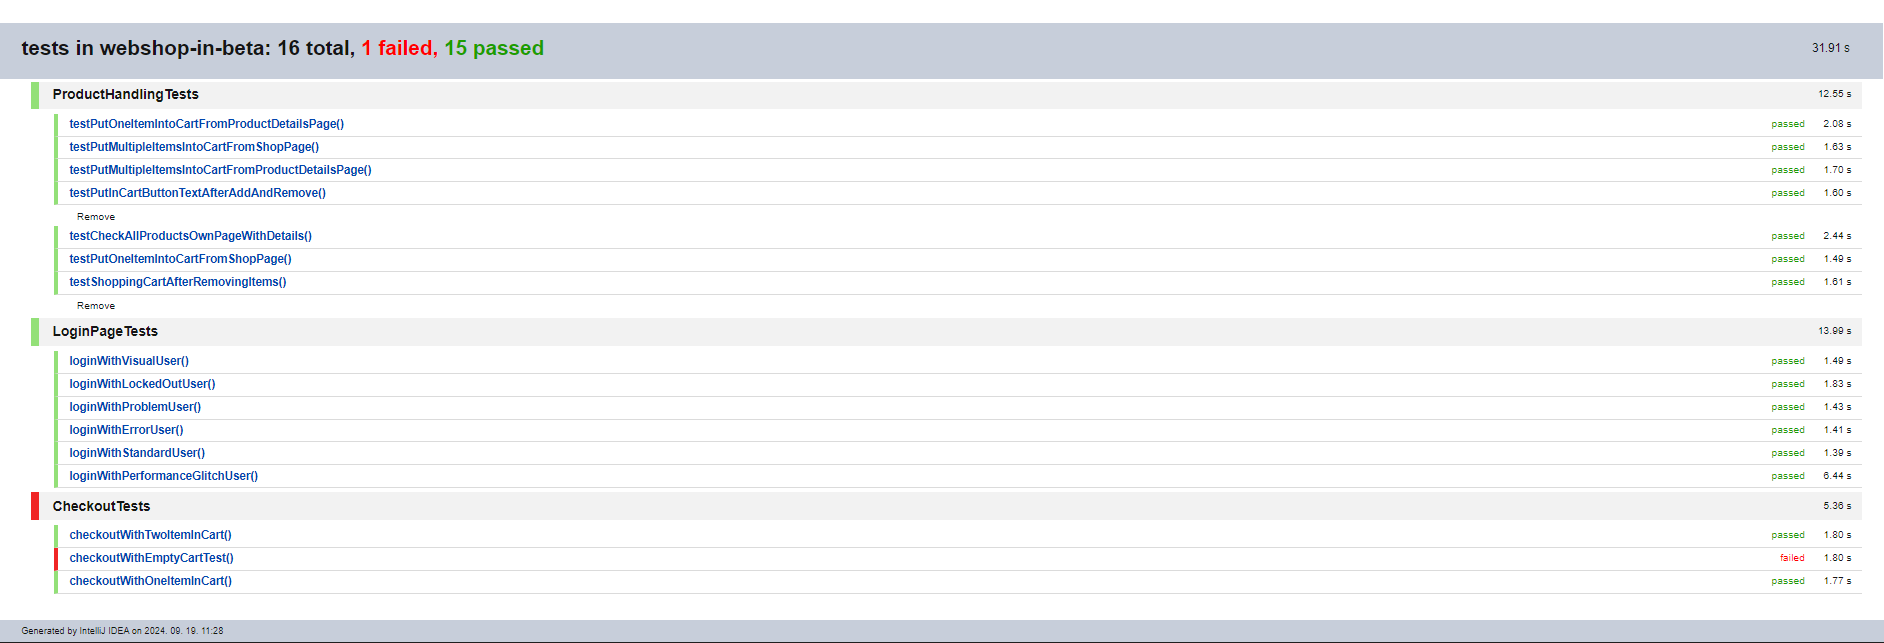 tests in webshop-in-beta: 16 total, 1 failed, 15 passed 31.91 s
ProductHandlingTests 12.55 s
testPutOneItemIntoCartFromProductDetailsPage() passed 2.08 s
testPutMultipleItemsIntoCartFromShopPage() passed 1.63 s
testPutMultipleItemsIntoCartFromProductDetailsPage() passed 1.70 s
testPutInCartButtonTextAfterAddAndRemove() passed 1.60 s
Remove
testCheckAllProductsOwnPageWithDetails() passed 2.44 s
testPutOneItemIntoCartFromShopPage() passed 1.49 s
testShoppingCartAfterRemovingItems() passed 1.61 s
Remove
LoginPageTests 13.99 s
loginWithVisualUser() passed 1.49 s
loginWithLockedOutUser() passed 1.83 s
loginWithProblemUser() passed 1.43 s
loginWithErrorUser() passed 1.41 s
loginWithStandardUser() passed 1.39 s
loginWithPerformanceGlitchUser() passed 6.44 s
CheckoutTests 5.36 s
checkoutWithTwoItemInCart() passed 1.80 s
checkoutWithEmptyCartTest() failed 1.80 s
checkoutWithOneItemInCart() passed 1.77 s
Generated by IntelliJ IDEA on 2024. 09. 19. 11:28